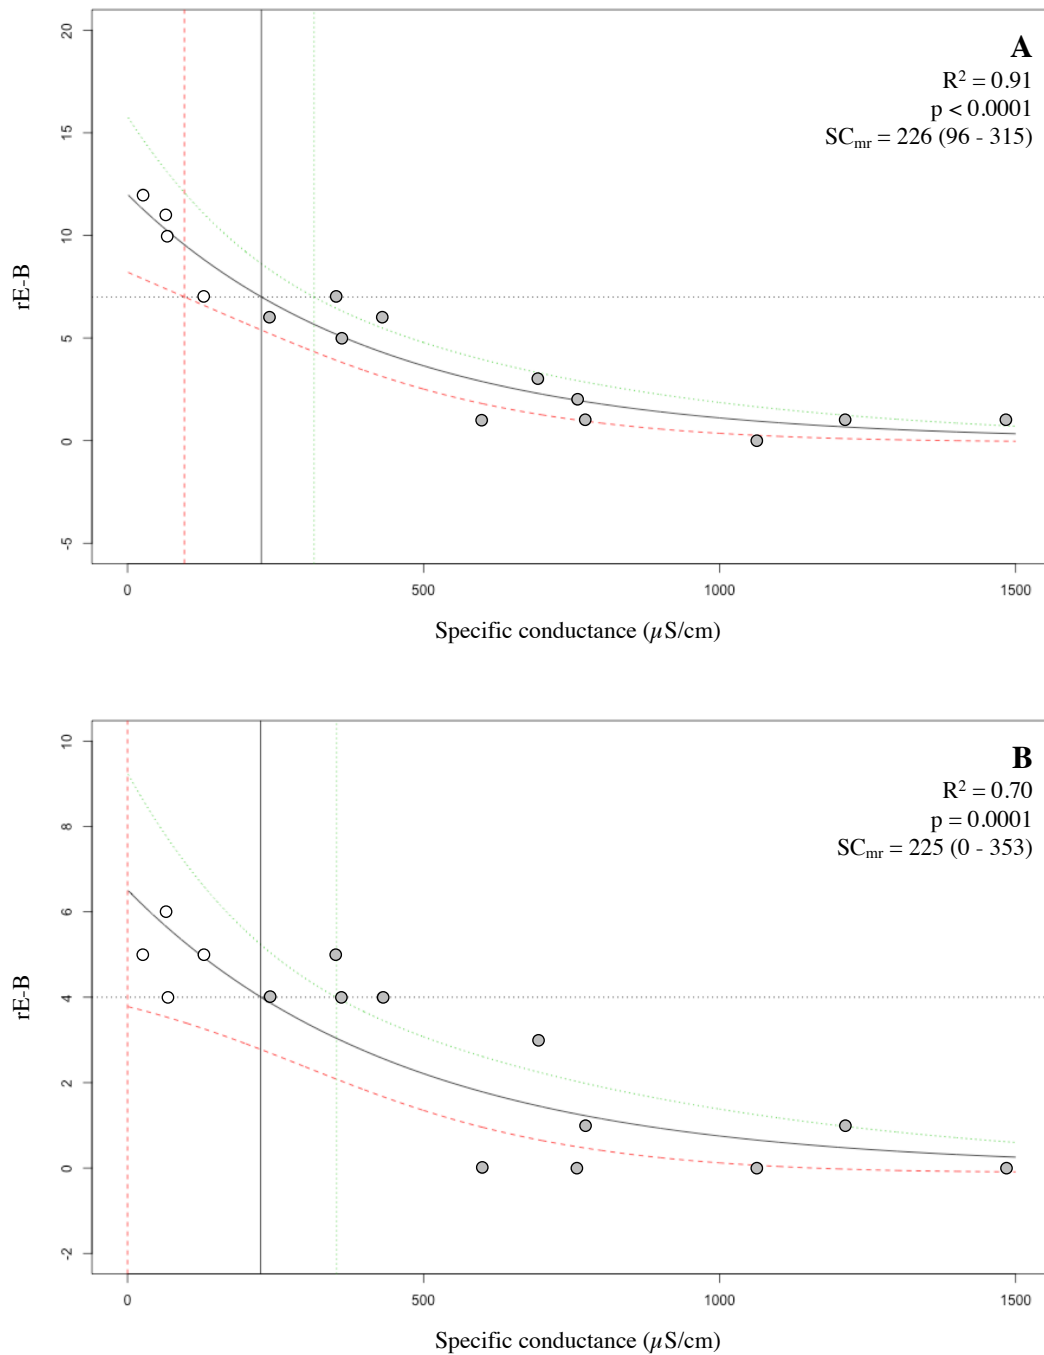 20
15
10
5
0
-5
rE-B
A
R² = 0.91
p < 0.0001
SCmr = 226 (96 - 315)
0 500 1000 1500
Specific conductance (µS/cm)
10
8
6
4
2
0
-2
rE-B
B
R² = 0.70
p = 0.0001
SCmr = 225 (0 - 353)
0 500 1000 1500
Specific conductance (µS/cm)